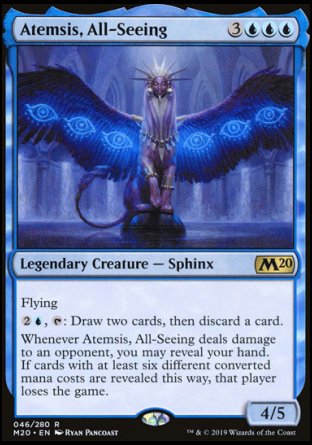 Atemsis, All-Seeing 3
Legendary Creature — Sphinx M20
Flying
2, : Draw two cards, then discard a card.
Whenever Atemsis, All-Seeing deals damage
to an opponent, you may reveal your hand.
If cards with at least six different converted
mana costs are revealed this way, that player
loses the game.
4/5
046/280 R
M20 • EN RYAN PANCOAST ™ & © 2019 Wizards of the Coast